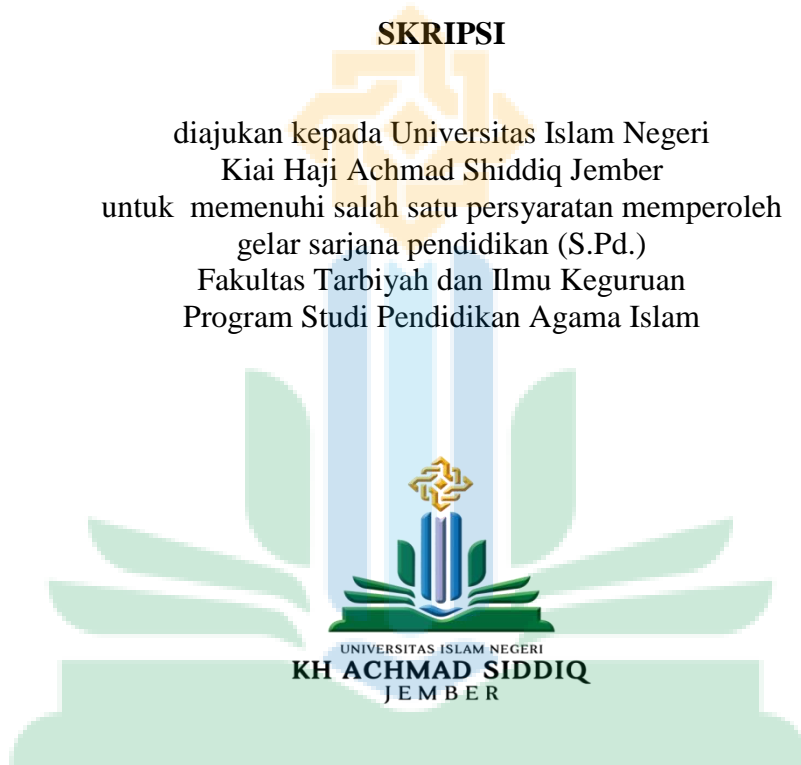 SKRIPSI
diajukan kepada Universitas Islam Negeri
Kiai Haji Achmad Shiddiq Jember
untuk memenuhi salah satu persyaratan memperoleh
gelar sarjana pendidikan (S.Pd.)
Fakultas Tarbiyah dan Ilmu Keguruan
Program Studi Pendidikan Agama Islam
UNIVERSITAS ISLAM NEGERI
KH ACHMAD SIDDIQ
JEMBER